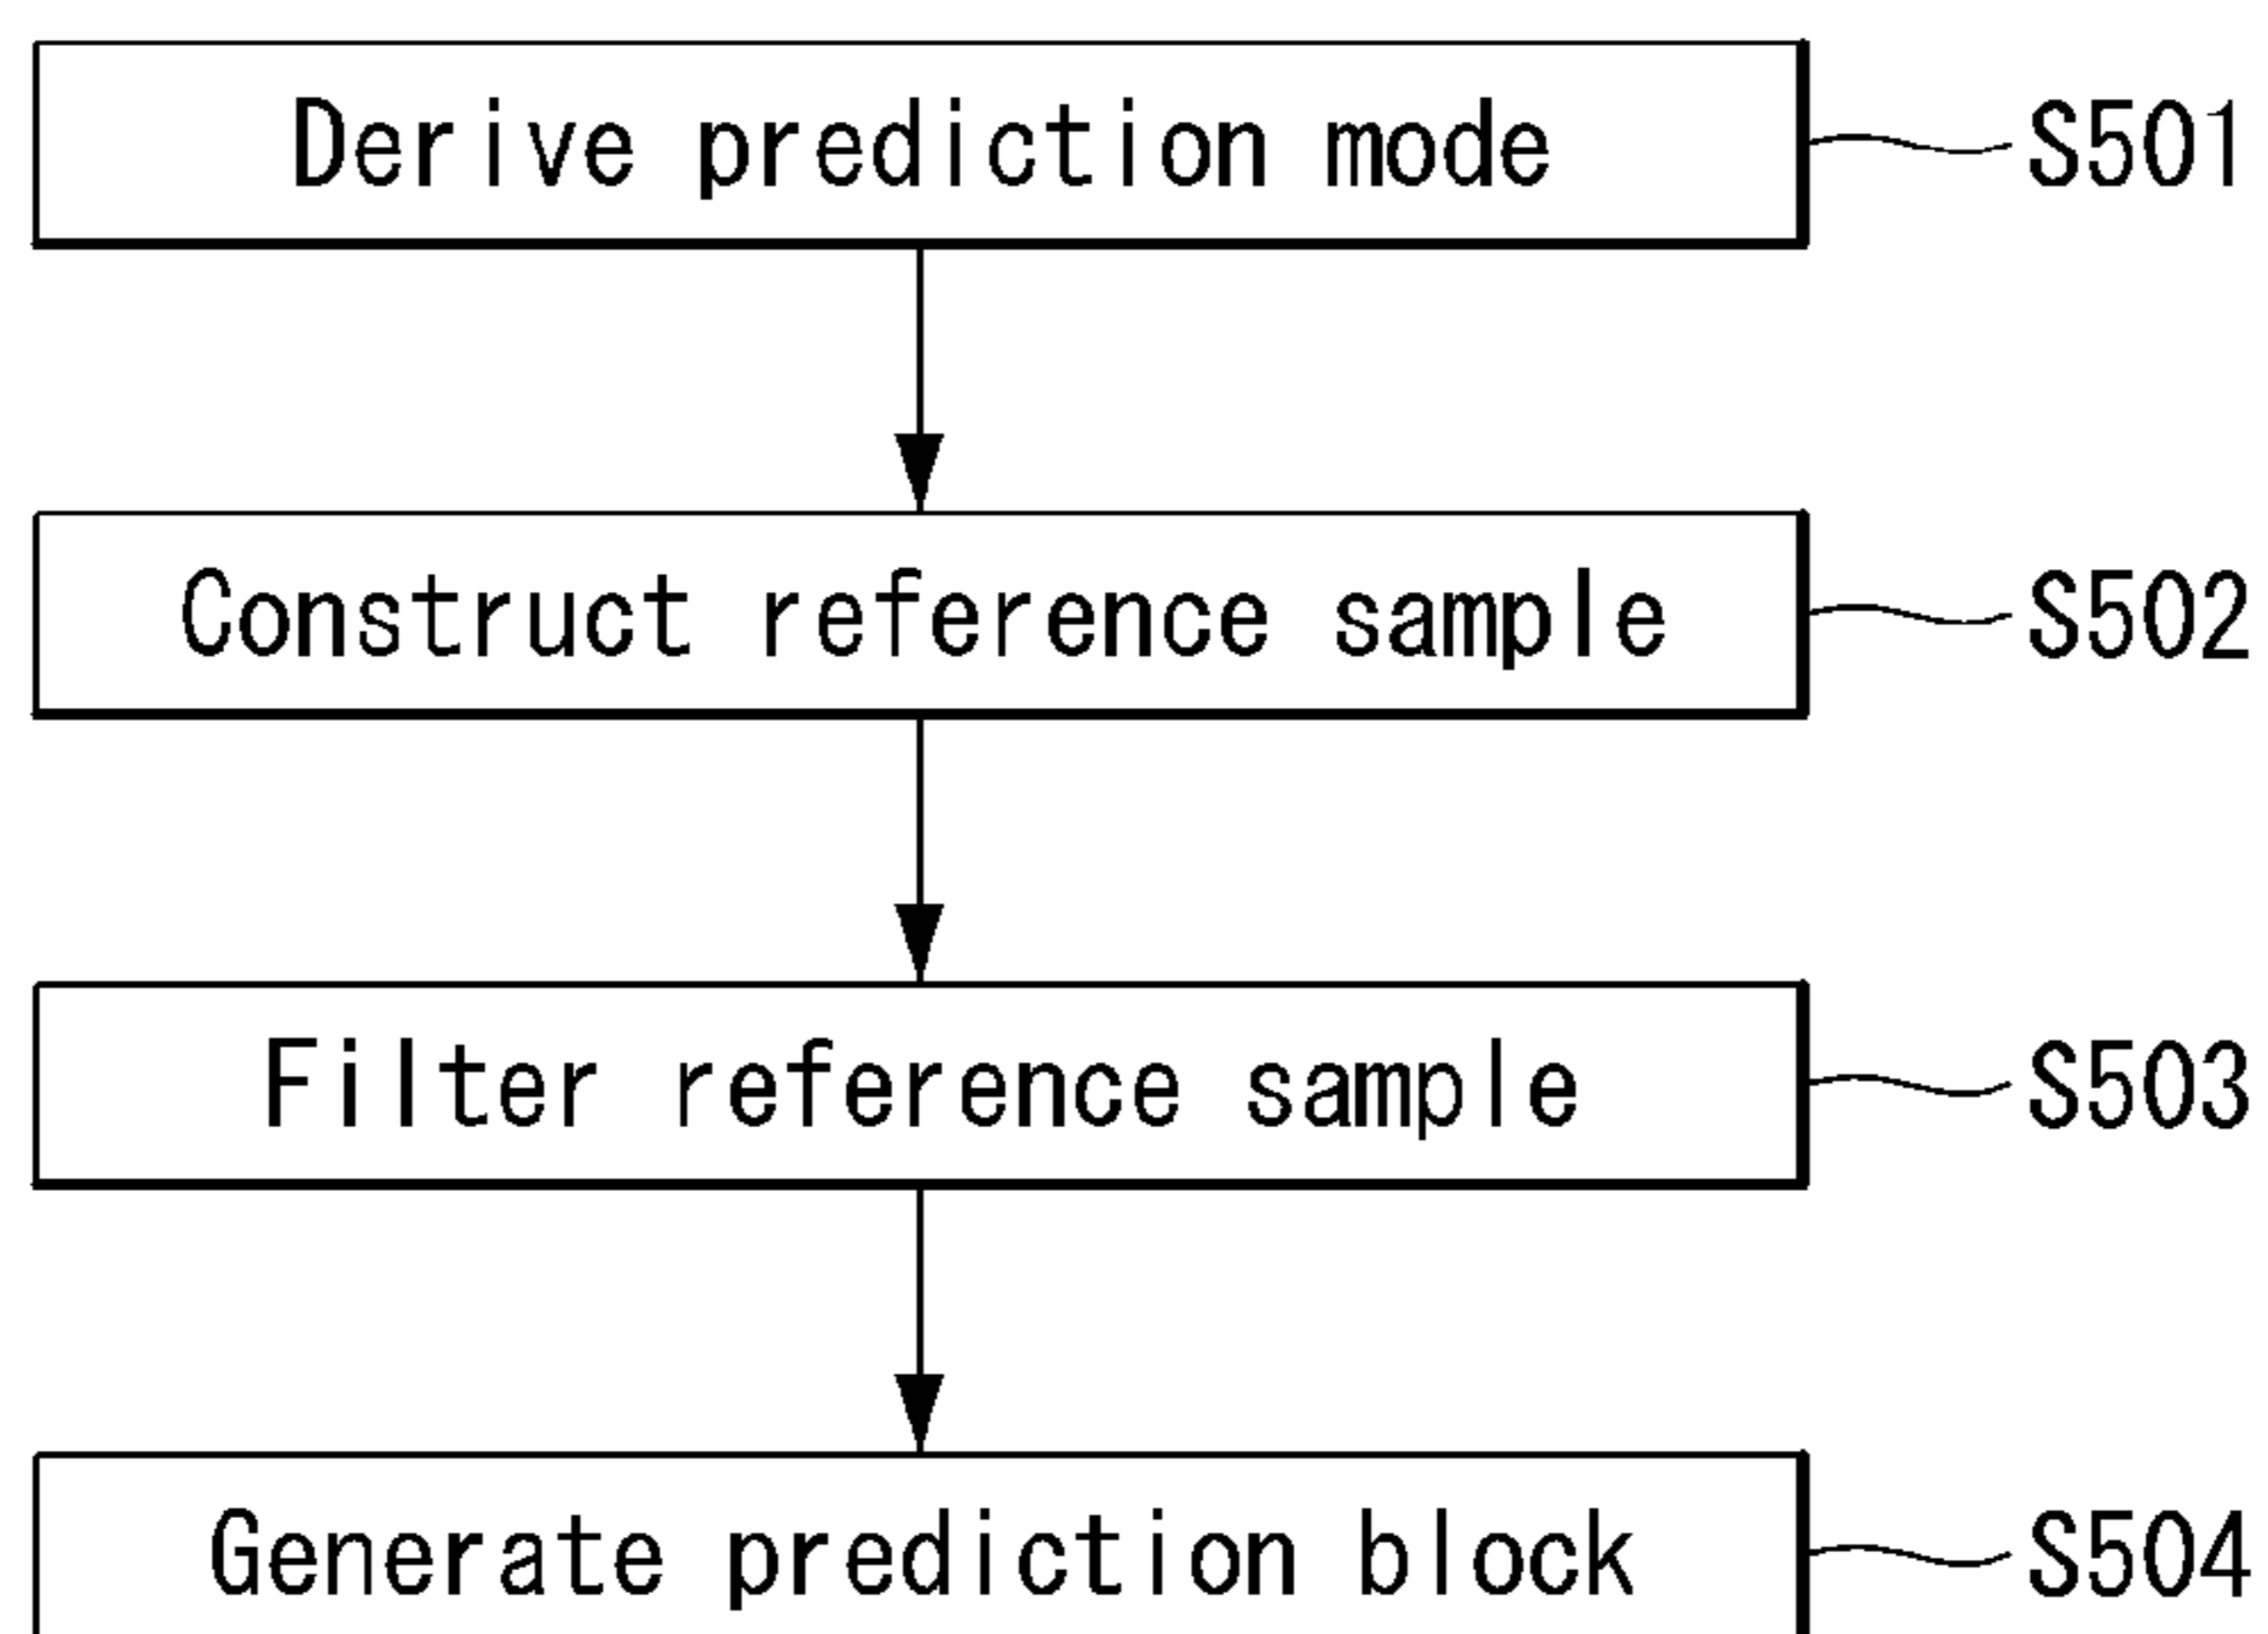 Derive prediction mode S501
Construct reference sample S502
Filter reference sample S503
Generate prediction block S504